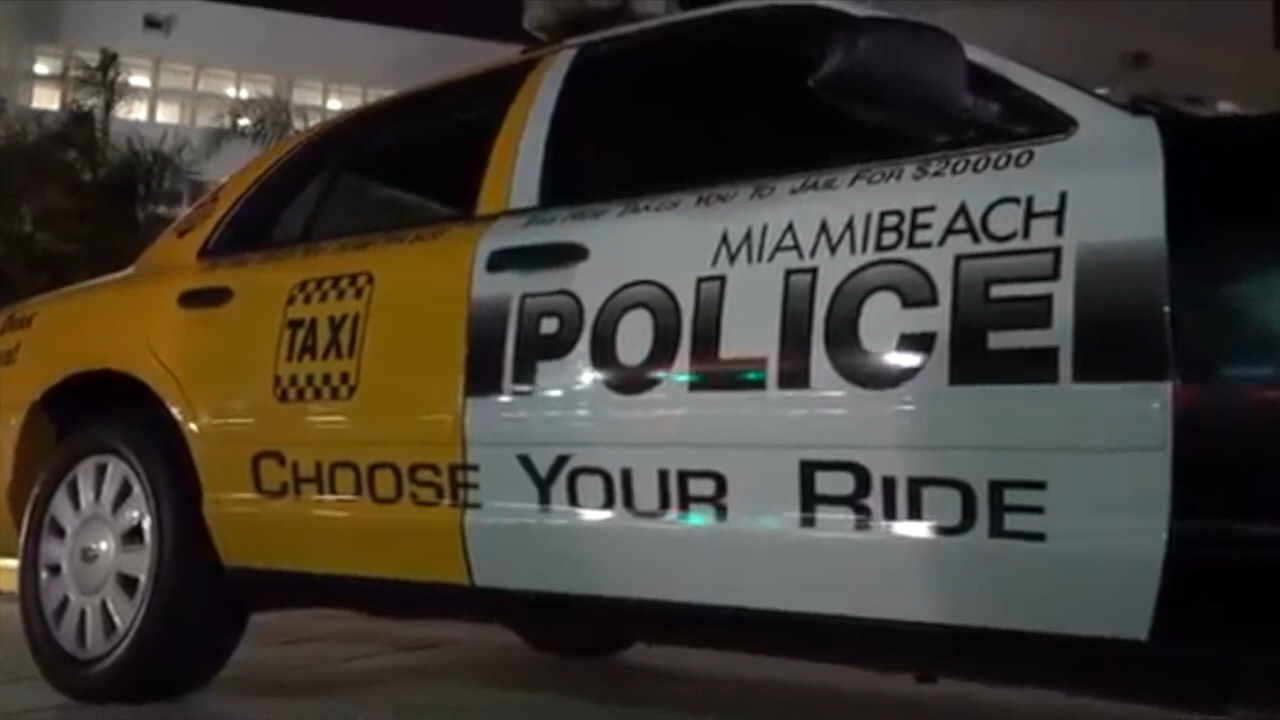 THIS RIDE TAKES YOU TO JAIL FOR $20000
MIAMIBEACH
POLICE
TAXI
CHOOSE YOUR RIDE